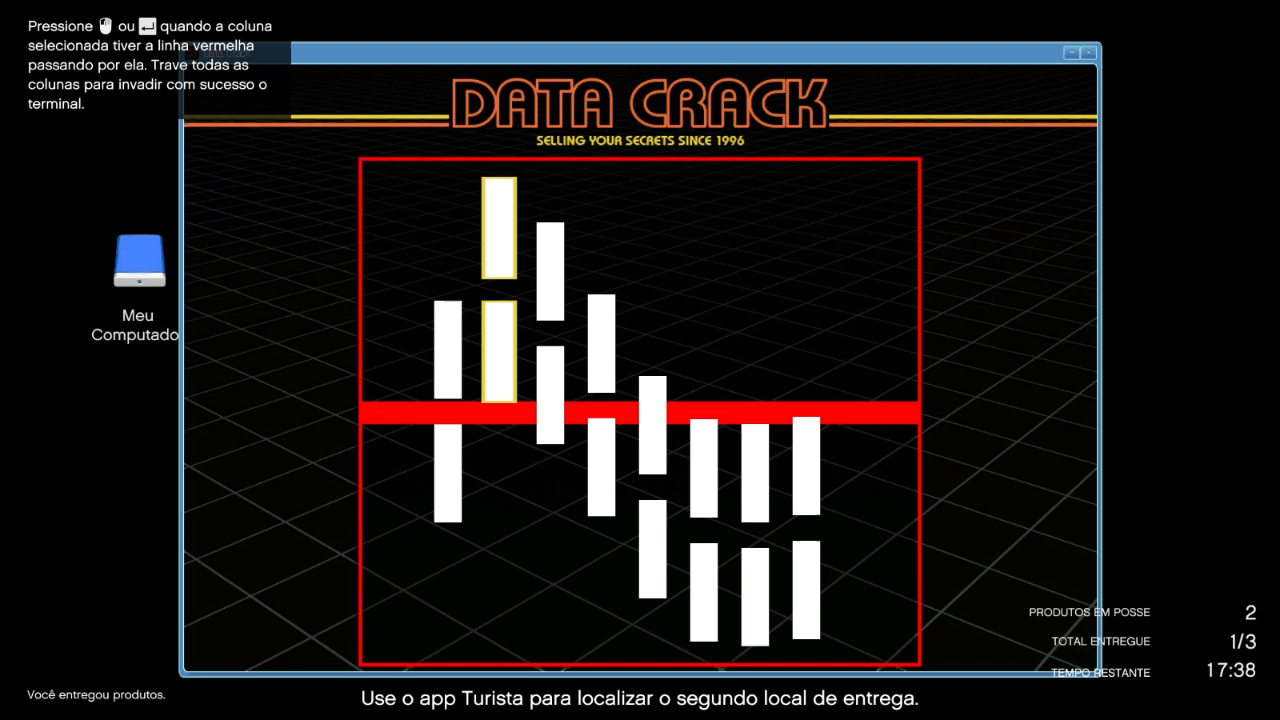 Pressione ou quando a coluna
selecionada tiver a linha vermelha
passando por ela. Trave todas as
colunas para invadir com sucesso o
terminal.
DATA CRACK
SELLING YOUR SECRETS SINCE 1996
Meu
Computado
PRODUTOS EM POSSE 2
TOTAL ENTREGUE 1/3
TEMPO RESTANTE 17:38
Você entregou produtos.
Use o app Turista para localizar o segundo local de entrega.